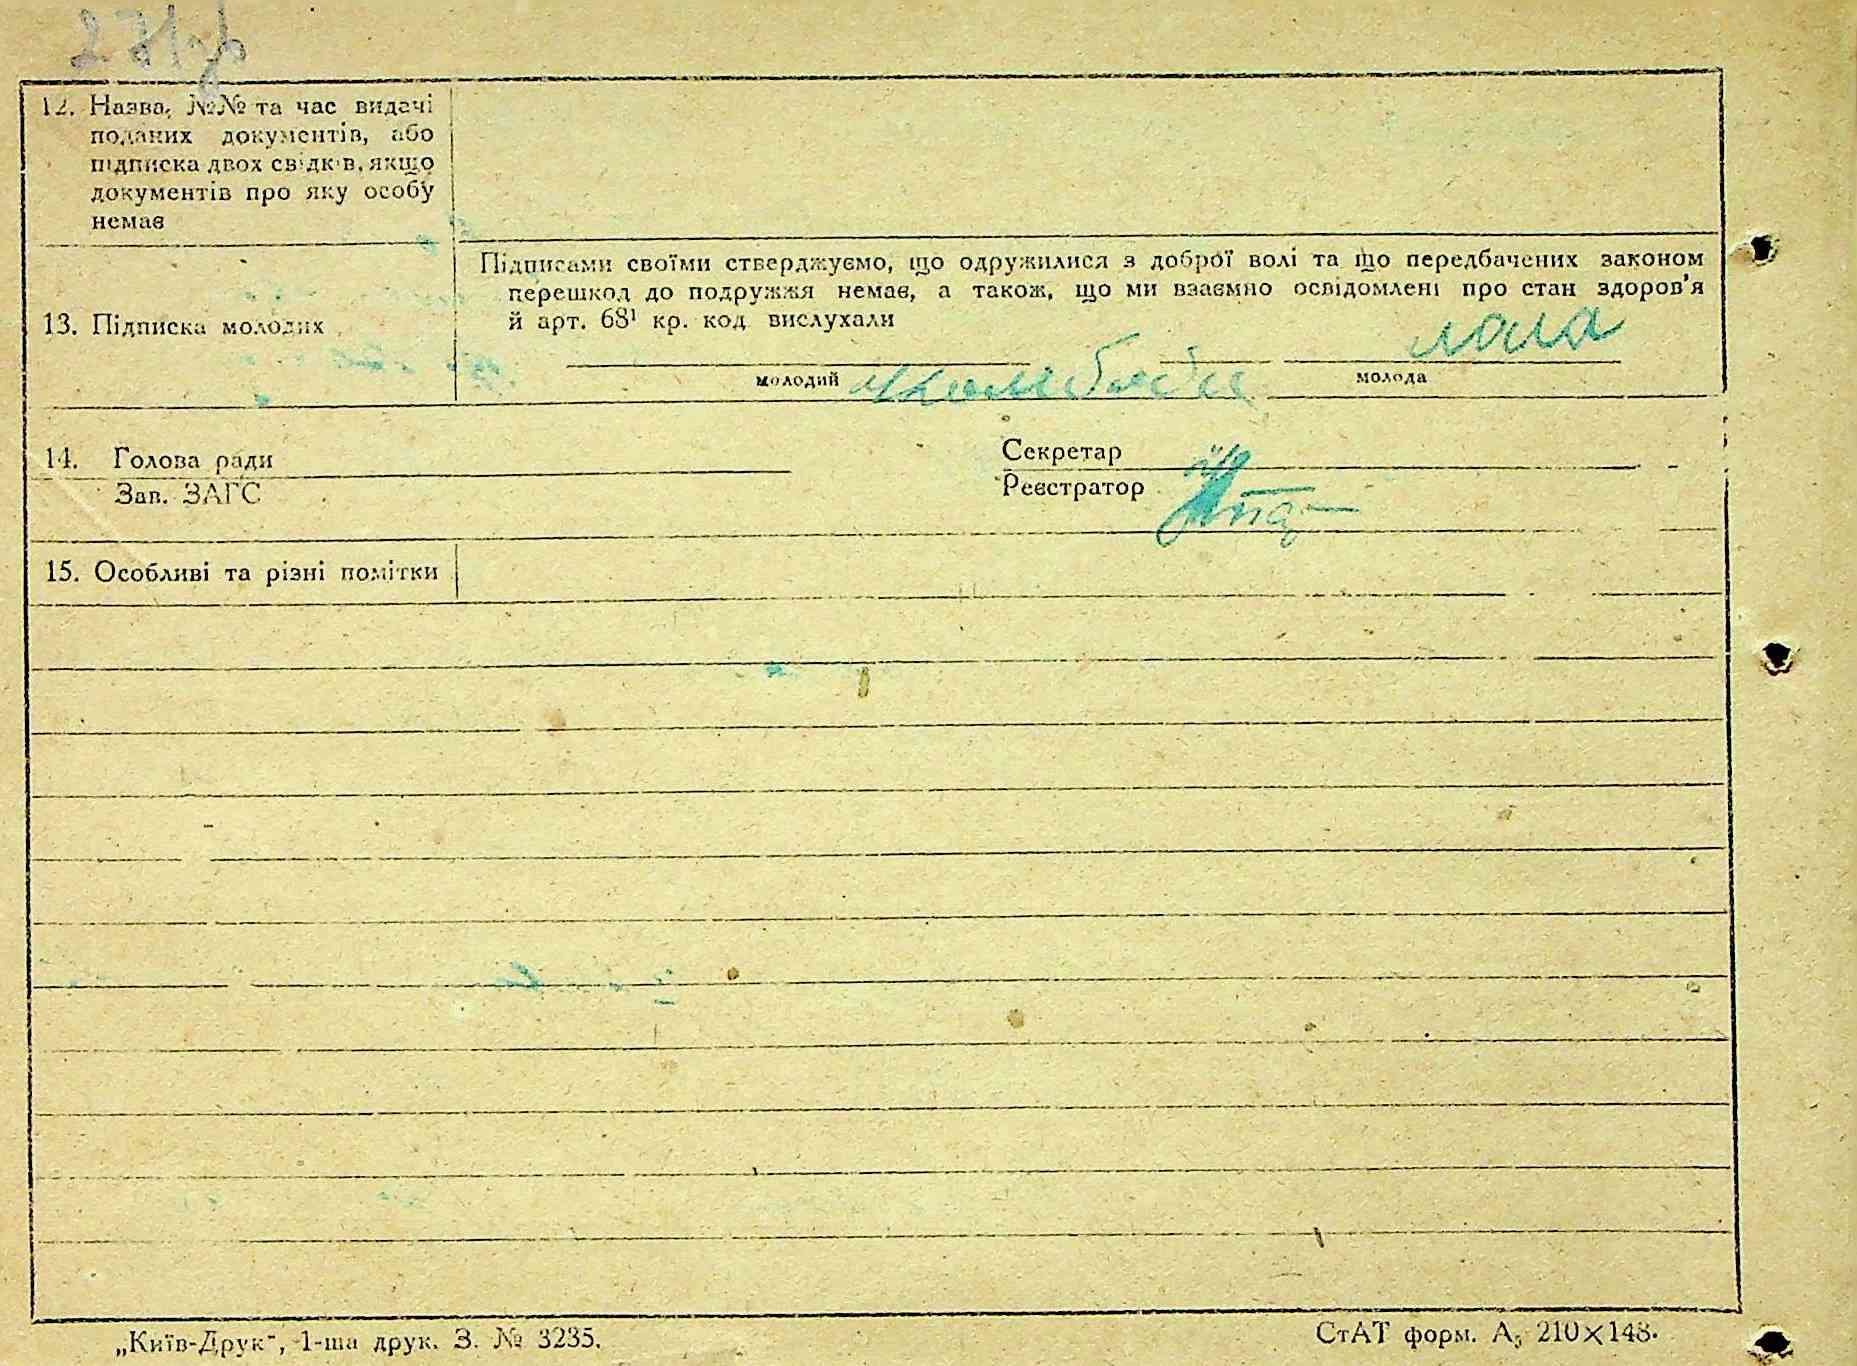 12. Назва, №№ та час видачі
поданих документів, або
підписка двох свідків, якщо
документів про яку особу
немає
Підписами своїми стверджуємо, що одружилися з доброї волі та що передбачених законом
перешкод до подружжя немає, а також, що ми взаємно освідомлені про стан здоров'я
й арт. 68¹ кр. код вислухали
13. Підписка молодих
молодий
молода
14. Голова ради
Секретар
Зав. ЗАГС
Реєстратор
15. Особливі та різні помітки
„Київ-Друк“, 1-ша друк. З. № 3235.
СтАТ форм. А₅ 210×148.